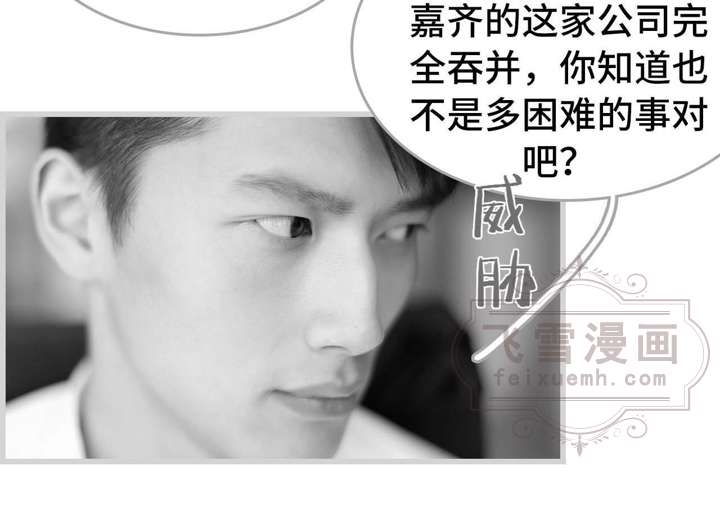 嘉齐的这家公司完
全吞并，你知道也
不是多困难的事对
吧？
威
胁
飞雪漫画
feixuemh.com